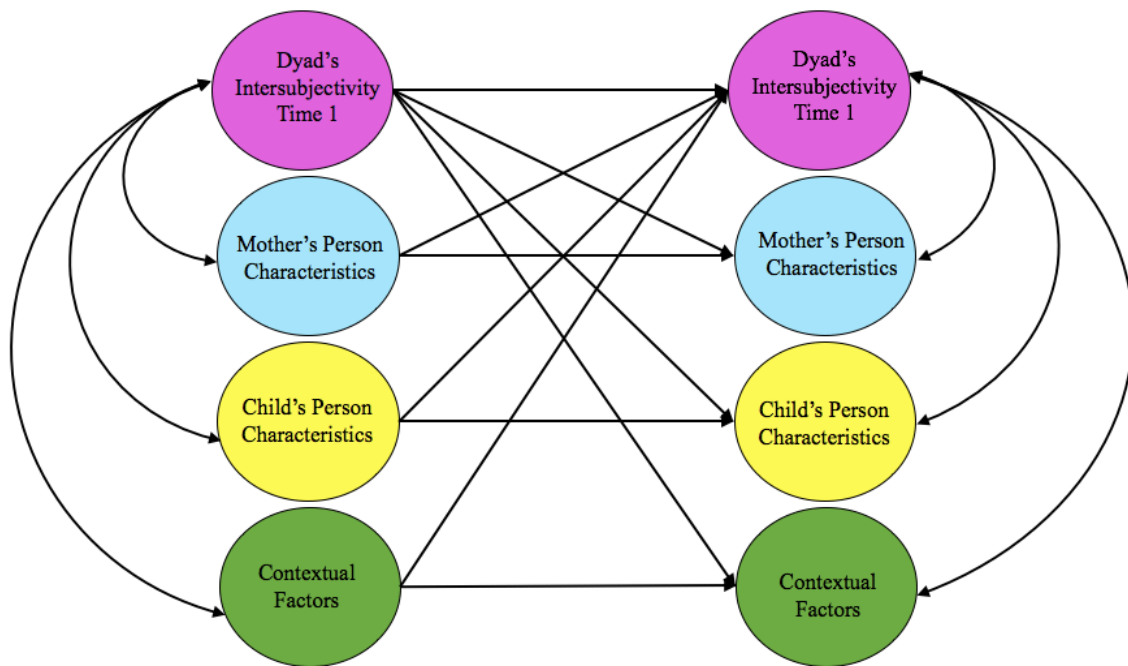 Dyad's
Intersubjectivity
Time 1
Dyad's
Intersubjectivity
Time 1
Mother's Person
Characteristics
Mother's Person
Characteristics
Child's Person
Characteristics
Child's Person
Characteristics
Contextual
Factors
Contextual
Factors